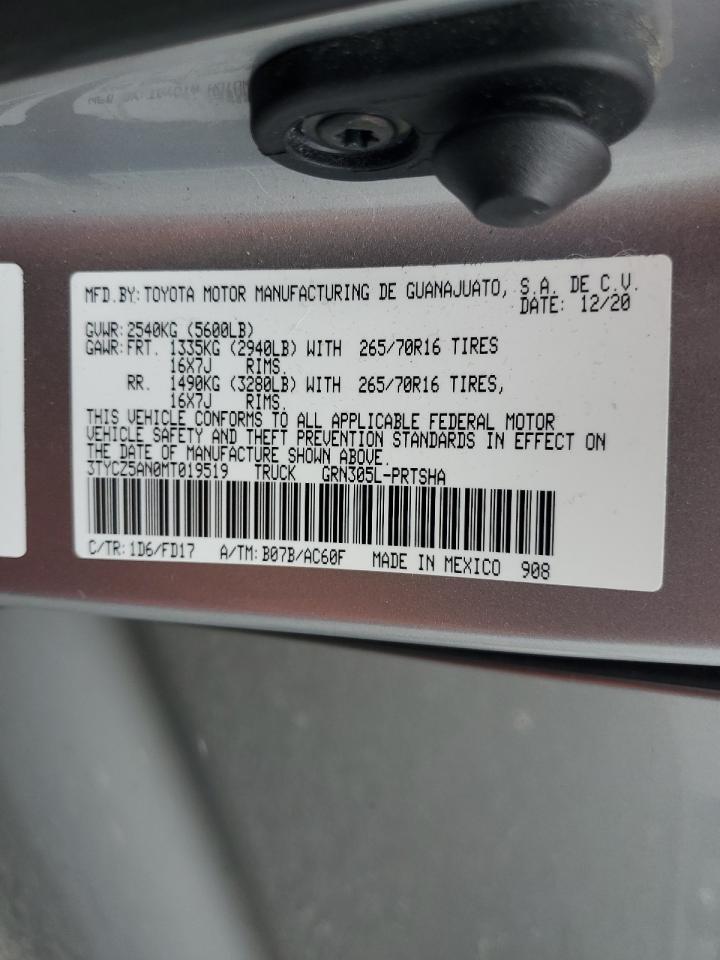 MFD.BY:TOYOTA MOTOR MANUFACTURING DE GUANAJUATO, S.A. DE C.V.
DATE: 12/20
GVWR:2540KG (5600LB)
GAWR:FRT. 1335KG (2940LB) WITH 265/70R16 TIRES
16X7J RIMS.
RR. 1490KG (3280LB) WITH 265/70R16 TIRES,
16X7J RIMS.
THIS VEHICLE CONFORMS TO ALL APPLICABLE FEDERAL MOTOR
VEHICLE SAFETY AND THEFT PREVENTION STANDARDS IN EFFECT ON
THE DATE OF MANUFACTURE SHOWN ABOVE.
3TYCZ5AN0MT019519 TRUCK GRN305L-PRTSHA
C/TR:1D6/FD17 A/TM:B07B/AC60F MADE IN MEXICO 908